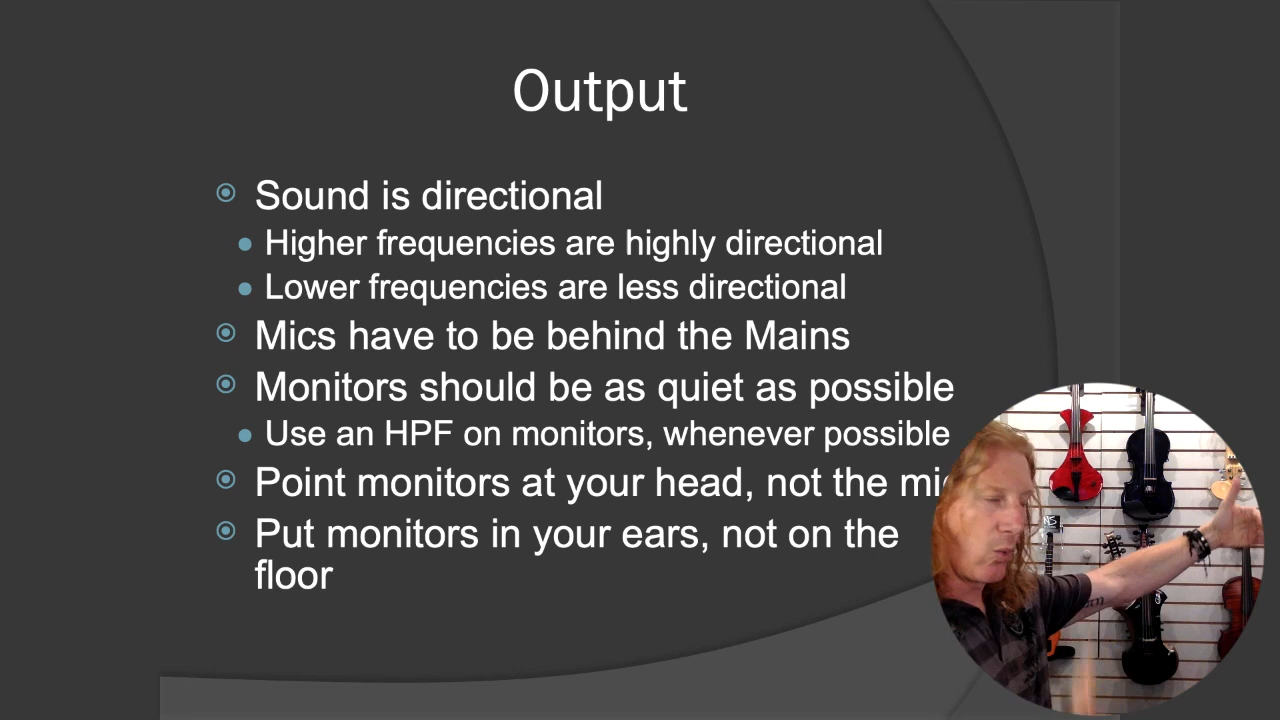 Output
Sound is directional
Higher frequencies are highly directional
Lower frequencies are less directional
Mics have to be behind the Mains
Monitors should be as quiet as possible
Use an HPF on monitors, whenever possible
Point monitors at your head, not the
Put monitors in your ears, not on the
floor
NS